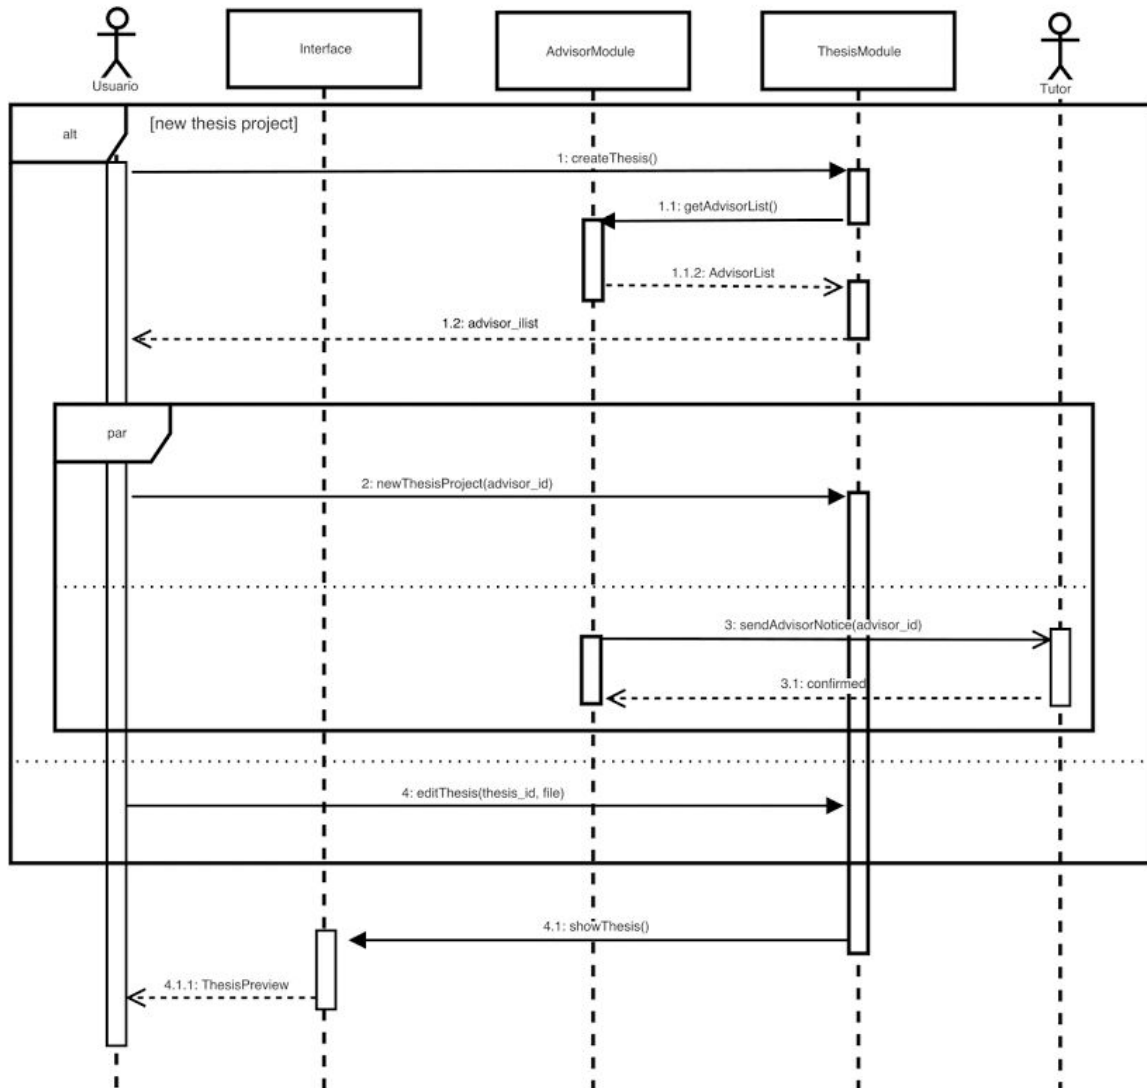 Usuario
Interface
AdvisorModule
ThesisModule
Tutor
alt
[new thesis project]
1: createThesis()
1.1: getAdvisorList()
1.1.2: AdvisorList
1.2: advisor_ilist
par
2: newThesisProject(advisor_id)
3: sendAdvisorNotice(advisor_id)
3.1: confirmed
4: editThesis(thesis_id, file)
4.1: showThesis()
4.1.1: ThesisPreview